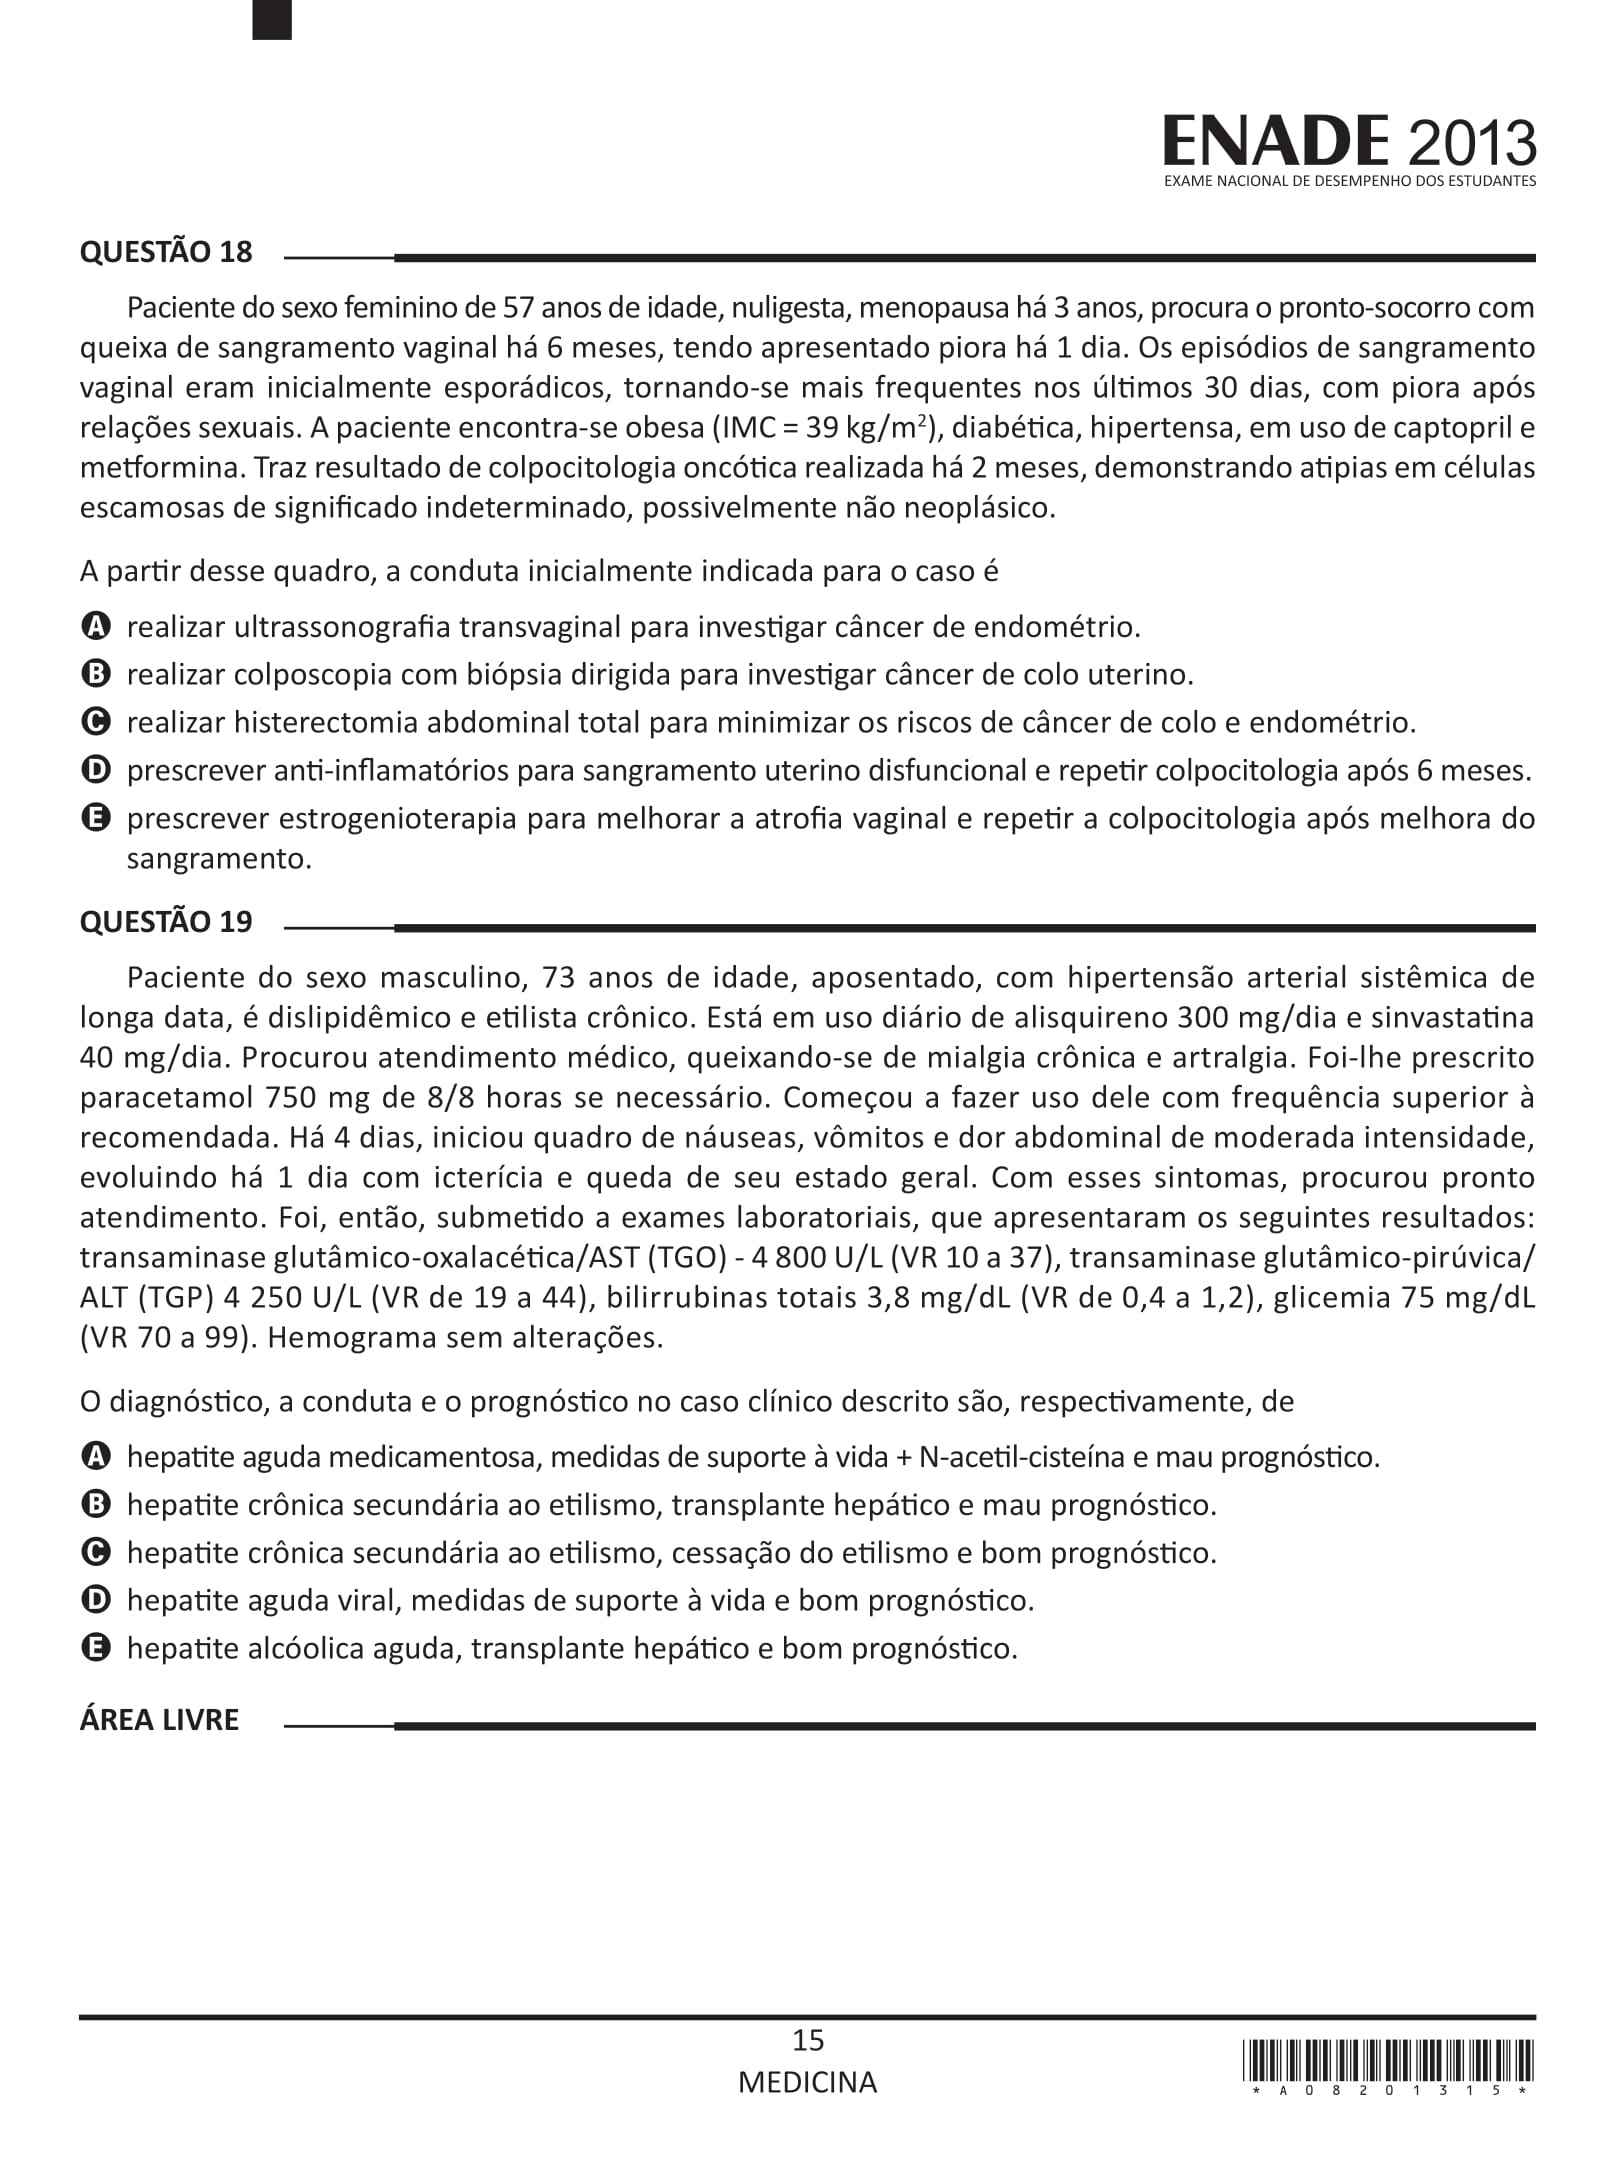 ENADE 2013
EXAME NACIONAL DE DESEMPENHO DOS ESTUDANTES
QUESTÃO 18
Paciente do sexo feminino de 57 anos de idade, nuligesta, menopausa há 3 anos, procura o pronto-socorro com
queixa de sangramento vaginal há 6 meses, tendo apresentado piora há 1 dia. Os episódios de sangramento
vaginal eram inicialmente esporádicos, tornando-se mais frequentes nos últimos 30 dias, com piora após
relações sexuais. A paciente encontra-se obesa (IMC = 39 kg/m²), diabética, hipertensa, em uso de captopril e
metformina. Traz resultado de colpocitologia oncótica realizada há 2 meses, demonstrando atipias em células
escamosas de significado indeterminado, possivelmente não neoplásico.
A partir desse quadro, a conduta inicialmente indicada para o caso é
A realizar ultrassonografia transvaginal para investigar câncer de endométrio.
B realizar colposcopia com biópsia dirigida para investigar câncer de colo uterino.
C realizar histerectomia abdominal total para minimizar os riscos de câncer de colo e endométrio.
D prescrever anti-inflamatórios para sangramento uterino disfuncional e repetir colpocitologia após 6 meses.
E prescrever estrogenioterapia para melhorar a atrofia vaginal e repetir a colpocitologia após melhora do
sangramento.
QUESTÃO 19
Paciente do sexo masculino, 73 anos de idade, aposentado, com hipertensão arterial sistêmica de
longa data, é dislipidêmico e etilista crônico. Está em uso diário de alisquireno 300 mg/dia e sinvastatina
40 mg/dia. Procurou atendimento médico, queixando-se de mialgia crônica e artralgia. Foi-lhe prescrito
paracetamol 750 mg de 8/8 horas se necessário. Começou a fazer uso dele com frequência superior à
recomendada. Há 4 dias, iniciou quadro de náuseas, vômitos e dor abdominal de moderada intensidade,
evoluindo há 1 dia com icterícia e queda de seu estado geral. Com esses sintomas, procurou pronto
atendimento. Foi, então, submetido a exames laboratoriais, que apresentaram os seguintes resultados:
transaminase glutâmico-oxalacética/AST (TGO) - 4 800 U/L (VR 10 a 37), transaminase glutâmico-pirúvica/
ALT (TGP) 4 250 U/L (VR de 19 a 44), bilirrubinas totais 3,8 mg/dL (VR de 0,4 a 1,2), glicemia 75 mg/dL
(VR 70 a 99). Hemograma sem alterações.
O diagnóstico, a conduta e o prognóstico no caso clínico descrito são, respectivamente, de
A hepatite aguda medicamentosa, medidas de suporte à vida + N-acetil-cisteína e mau prognóstico.
B hepatite crônica secundária ao etilismo, transplante hepático e mau prognóstico.
C hepatite crônica secundária ao etilismo, cessação do etilismo e bom prognóstico.
D hepatite aguda viral, medidas de suporte à vida e bom prognóstico.
E hepatite alcóolica aguda, transplante hepático e bom prognóstico.
ÁREA LIVRE
15
MEDICINA
* A 0 8 2 0 1 3 1 5 *